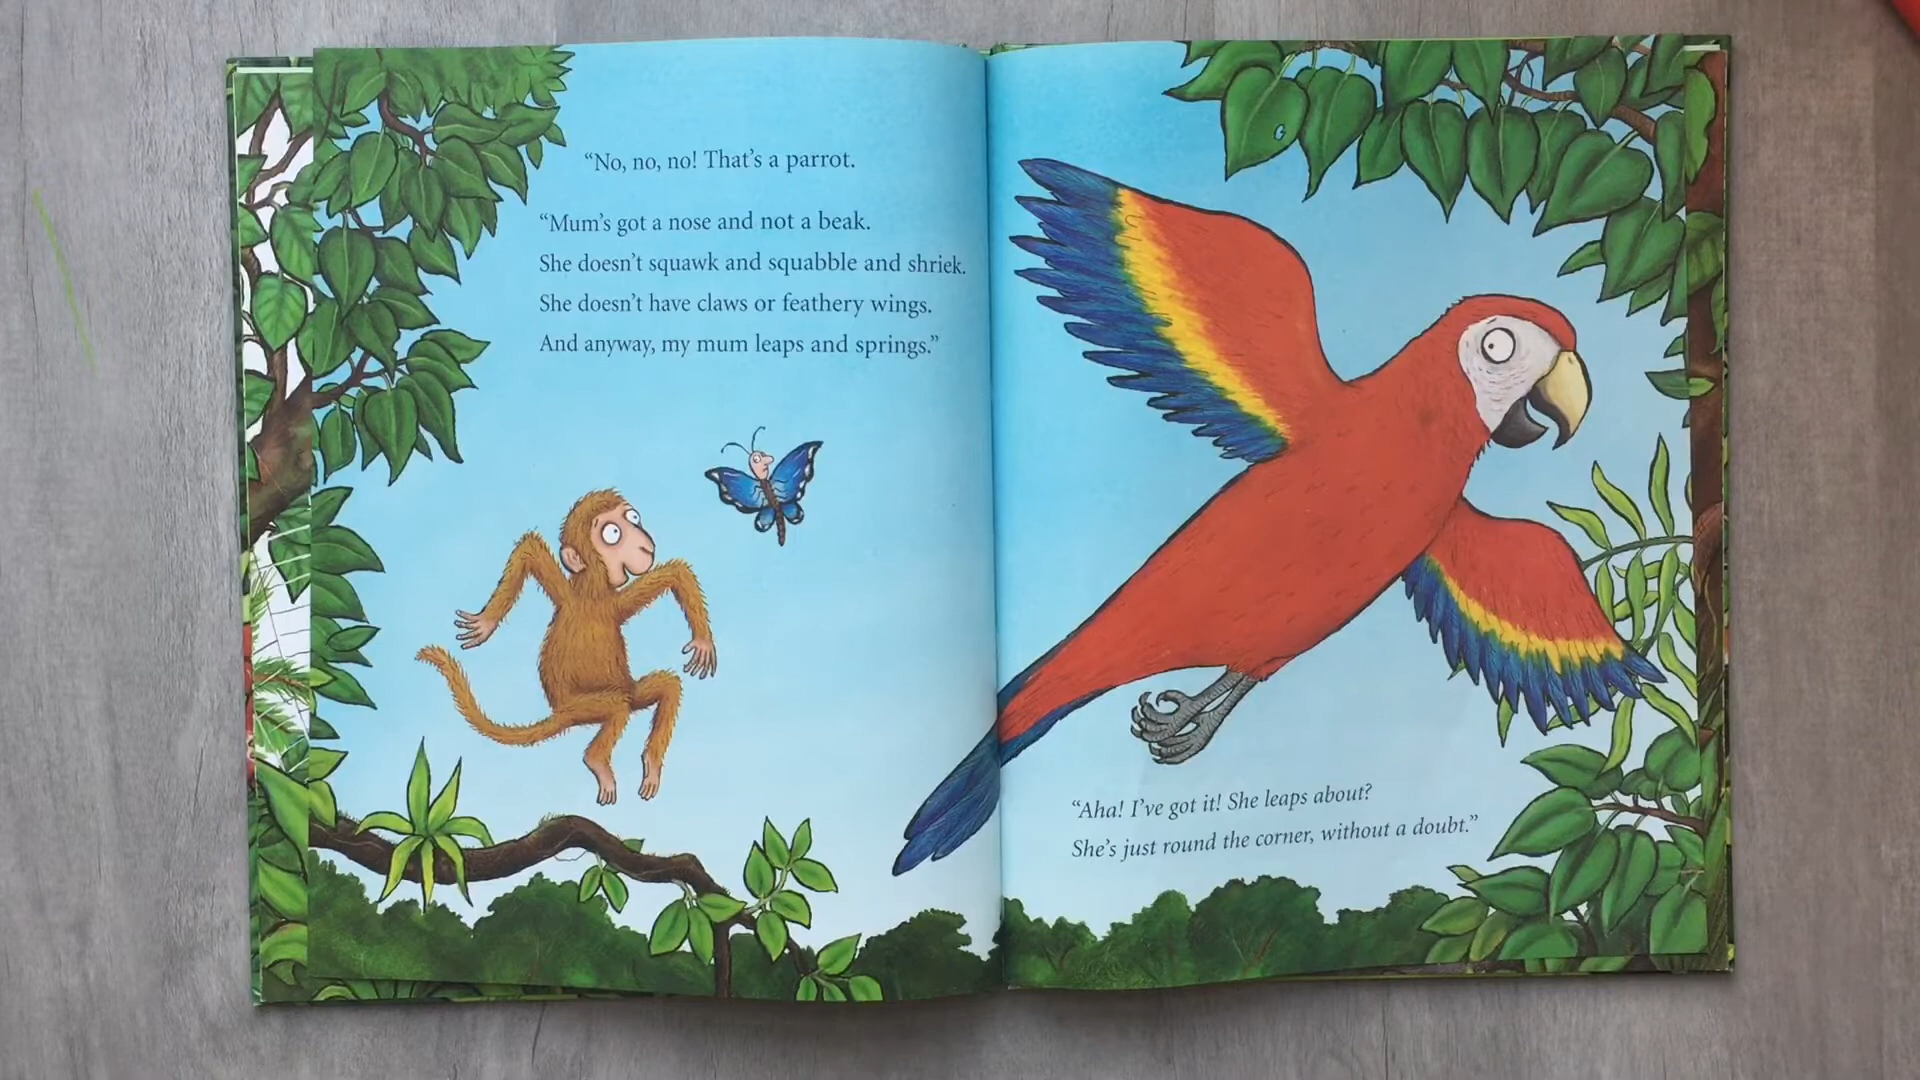 “No, no, no! That’s a parrot.
“Mum’s got a nose and not a beak.
She doesn’t squawk and squabble and shriek.
She doesn’t have claws or feathery wings.
And anyway, my mum leaps and springs.”
“Aha! I’ve got it! She leaps about?
She’s just round the corner, without a doubt.”